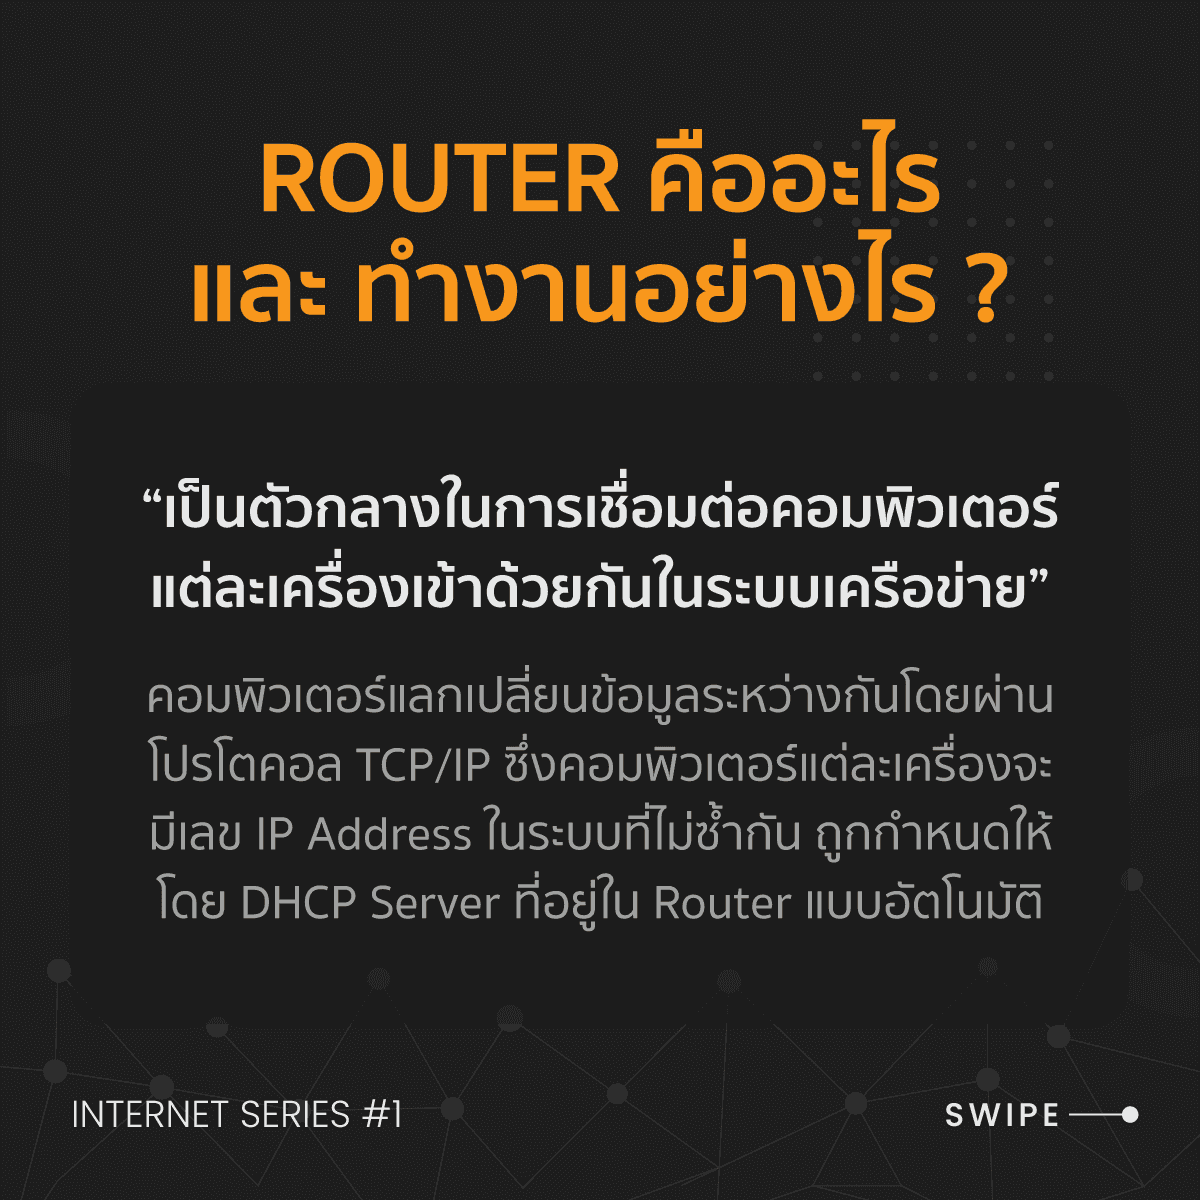 ROUTER คืออะไร
และ ทำงานอย่างไร ?
“เป็นตัวกลางในการเชื่อมต่อคอมพิวเตอร์
แต่ละเครื่องเข้าด้วยกันในระบบเครือข่าย”
คอมพิวเตอร์แลกเปลี่ยนข้อมูลระหว่างกันโดยผ่าน
โปรโตคอล TCP/IP ซึ่งคอมพิวเตอร์แต่ละเครื่องจะ
มีเลข IP Address ในระบบที่ไม่ซ้ำกัน ถูกกำหนดให้
โดย DHCP Server ที่อยู่ใน Router แบบอัตโนมัติ
INTERNET SERIES #1
SWIPE